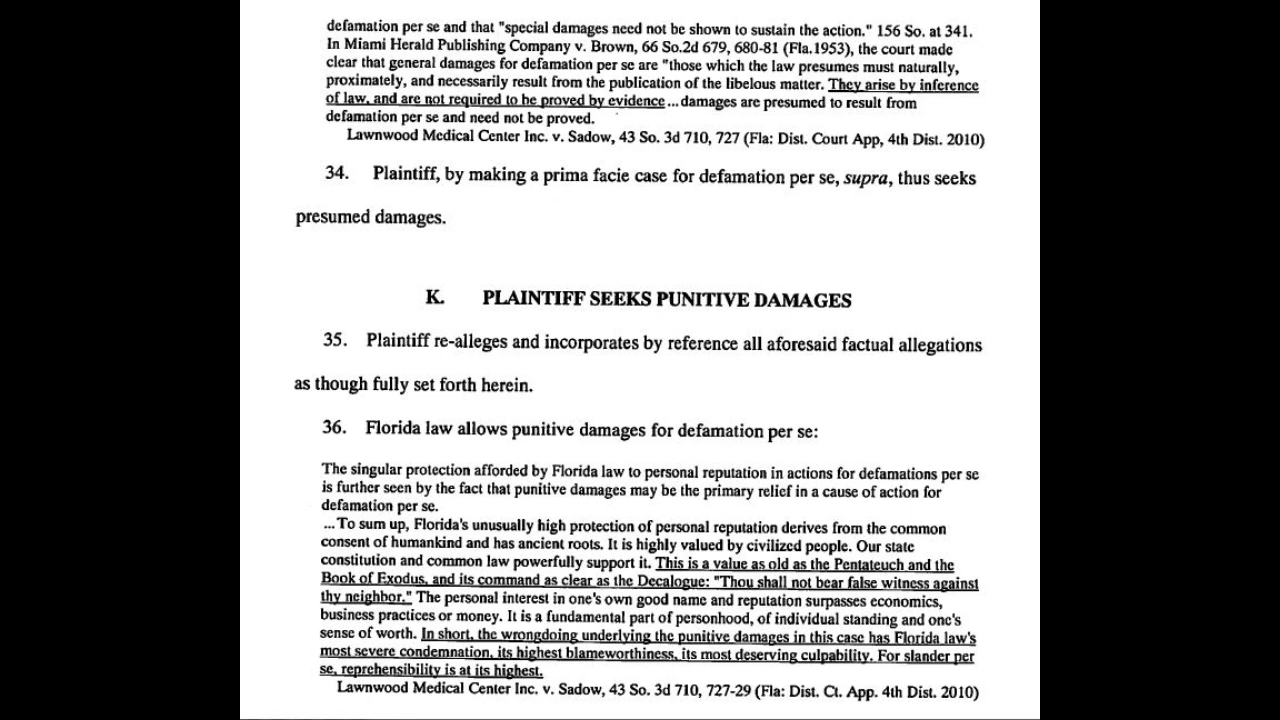 defamation per se and that "special damages need not be shown to sustain the action." 156 So. at 341.
In Miami Herald Publishing Company v. Brown, 66 So.2d 679, 680-81 (Fla.1953), the court made
clear that general damages for defamation per se are "those which the law presumes must naturally,
proximately, and necessarily result from the publication of the libelous matter. They arise by inference
of law, and are not required to be proved by evidence...damages are presumed to result from
defamation per se and need not be proved.
Lawnwood Medical Center Inc. v. Sadow, 43 So. 3d 710, 727 (Fla: Dist. Court App, 4th Dist. 2010)
34. Plaintiff, by making a prima facie case for defamation per se, supra, thus seeks
presumed damages.
K. PLAINTIFF SEEKS PUNITIVE DAMAGES
35. Plaintiff re-alleges and incorporates by reference all aforesaid factual allegations
as though fully set forth herein.
36. Florida law allows punitive damages for defamation per se:
The singular protection afforded by Florida law to personal reputation in actions for defamations per se
is further seen by the fact that punitive damages may be the primary relief in a cause of action for
defamation per se.
...To sum up, Florida's unusually high protection of personal reputation derives from the common
consent of humankind and has ancient roots. It is highly valued by civilized people. Our state
constitution and common law powerfully support it. This is a value as old as the Pentateuch and the
Book of Exodus, and its command as clear as the Decalogue: "Thou shall not bear false witness against
thy neighbor." The personal interest in one's own good name and reputation surpasses economics,
business practices or money. It is a fundamental part of personhood, of individual standing and one's
sense of worth. In short, the wrongdoing underlying the punitive damages in this case has Florida law's
most severe condemnation, its highest blameworthiness, its most deserving culpability. For slander per
se, reprehensibility is at its highest.
Lawnwood Medical Center Inc. v. Sadow, 43 So. 3d 710, 727-29 (Fla: Dist. Ct. App. 4th Dist. 2010)